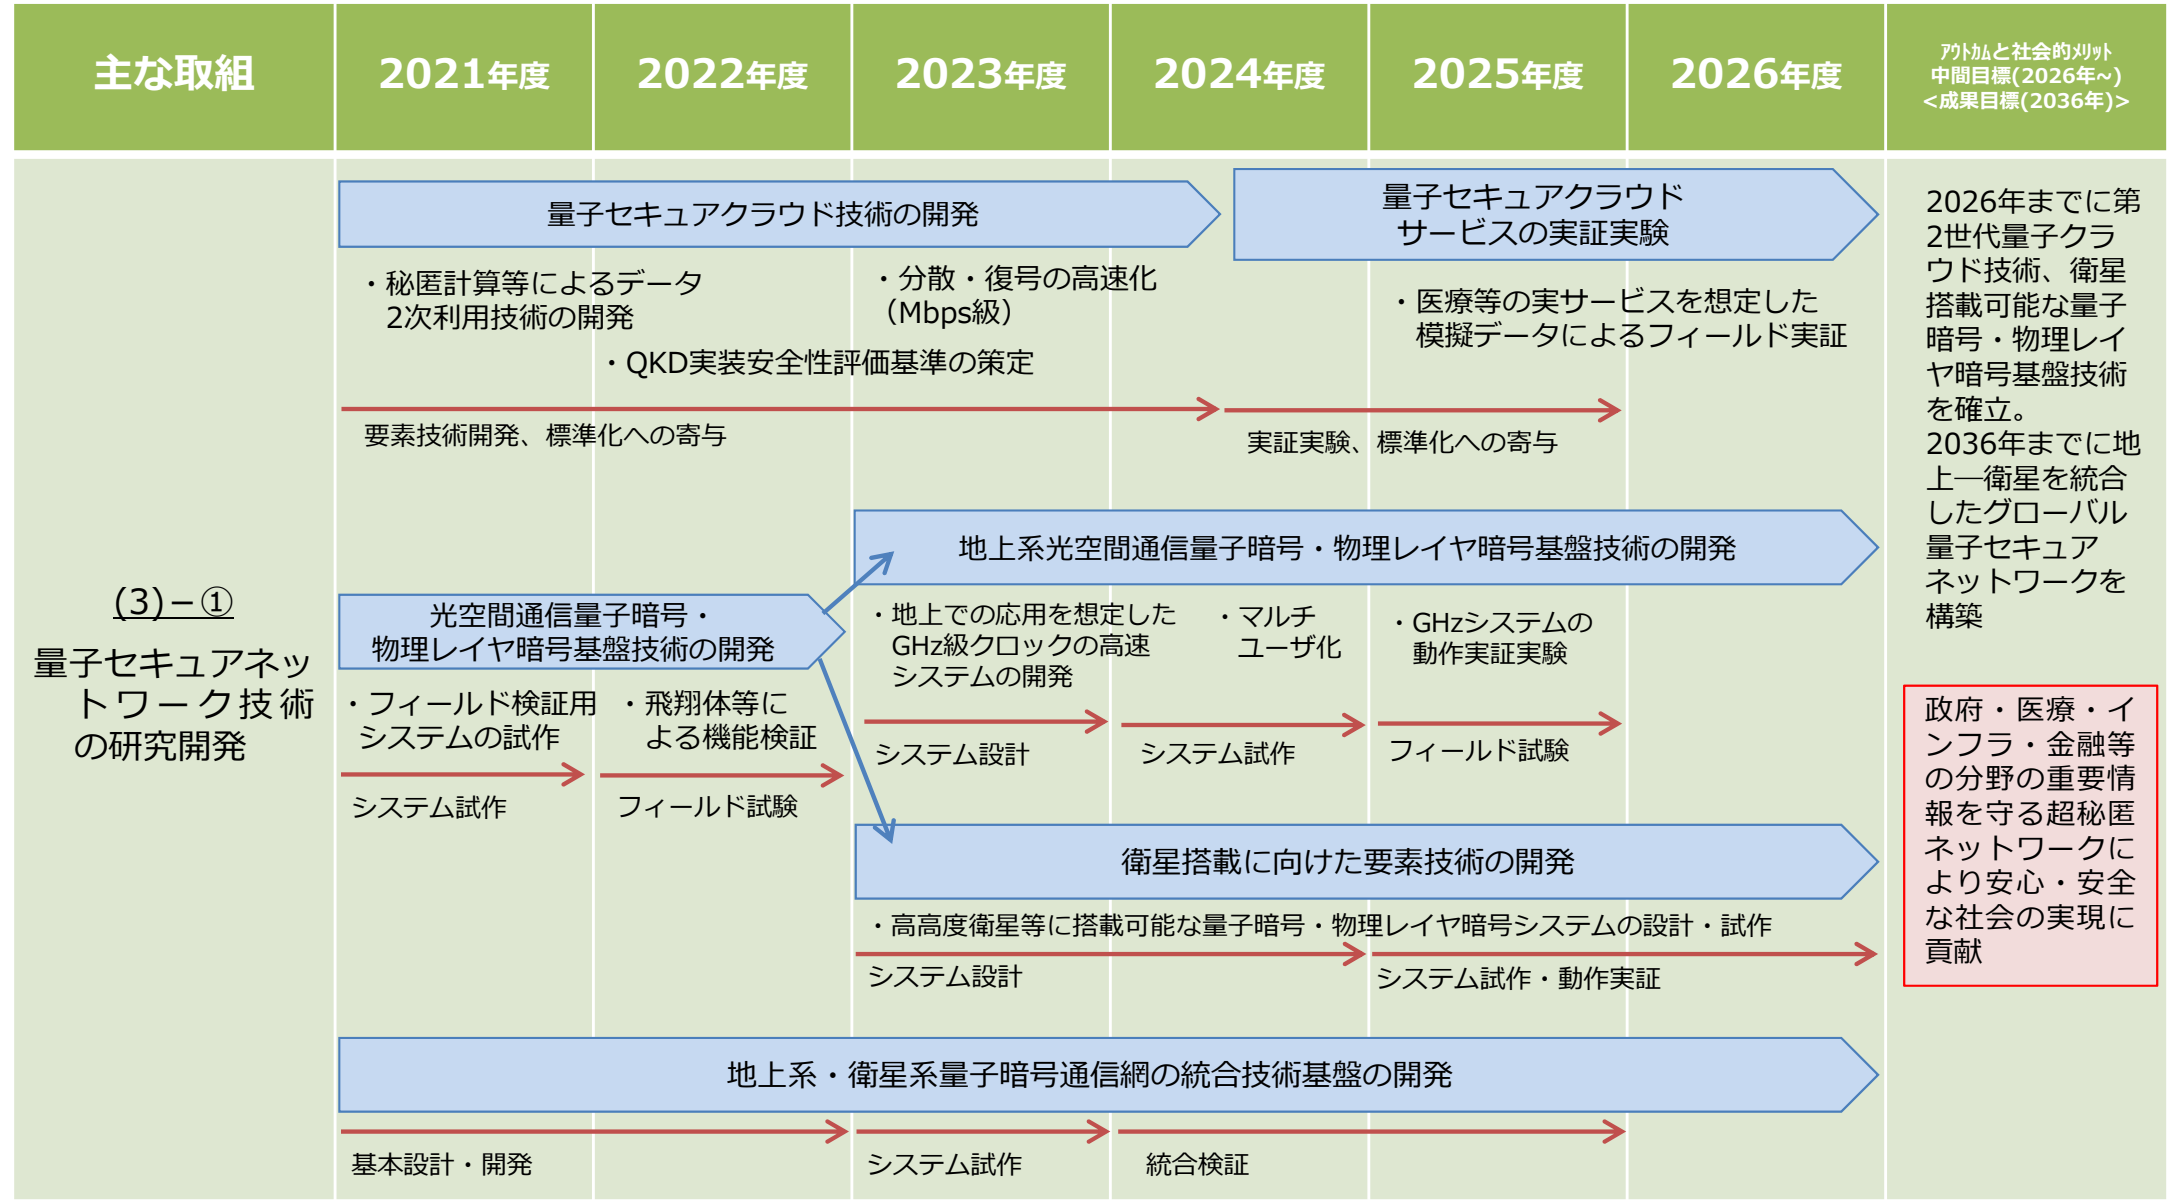 主な取組
2021年度
2022年度
2023年度
2024年度
2025年度
2026年度
ｱｳﾄｶﾑと社会的ﾒﾘｯﾄ
中間目標(2026年~)
<成果目標(2036年)>
(3)－①
量子セキュアネッ
トワーク技術
の研究開発
量子セキュアクラウド技術の開発
量子セキュアクラウド
サービスの実証実験
・秘匿計算等によるデータ
2次利用技術の開発
・分散・復号の高速化
（Mbps級）
・QKD実装安全性評価基準の策定
・医療等の実サービスを想定した
模擬データによるフィールド実証
要素技術開発、標準化への寄与
実証実験、標準化への寄与
地上系光空間通信量子暗号・物理レイヤ暗号基盤技術の開発
光空間通信量子暗号・
物理レイヤ暗号基盤技術の開発
・地上での応用を想定した
GHz級クロックの高速
システムの開発
・マルチ
ユーザ化
・GHzシステムの
動作実証実験
・フィールド検証用
システムの試作
・飛翔体等に
よる機能検証
システム設計
システム試作
フィールド試験
システム試作
フィールド試験
衛星搭載に向けた要素技術の開発
・高高度衛星等に搭載可能な量子暗号・物理レイヤ暗号システムの設計・試作
システム設計
システム試作・動作実証
地上系・衛星系量子暗号通信網の統合技術基盤の開発
基本設計・開発
システム試作
統合検証
2026年までに第
2世代量子クラ
ウド技術、衛星
搭載可能な量子
暗号・物理レイ
ヤ暗号基盤技術
を確立。
2036年までに地
上―衛星を統合
したグローバル
量子セキュア
ネットワークを
構築
政府・医療・イ
ンフラ・金融等
の分野の重要情
報を守る超秘匿
ネットワークに
より安心・安全
な社会の実現に
貢献